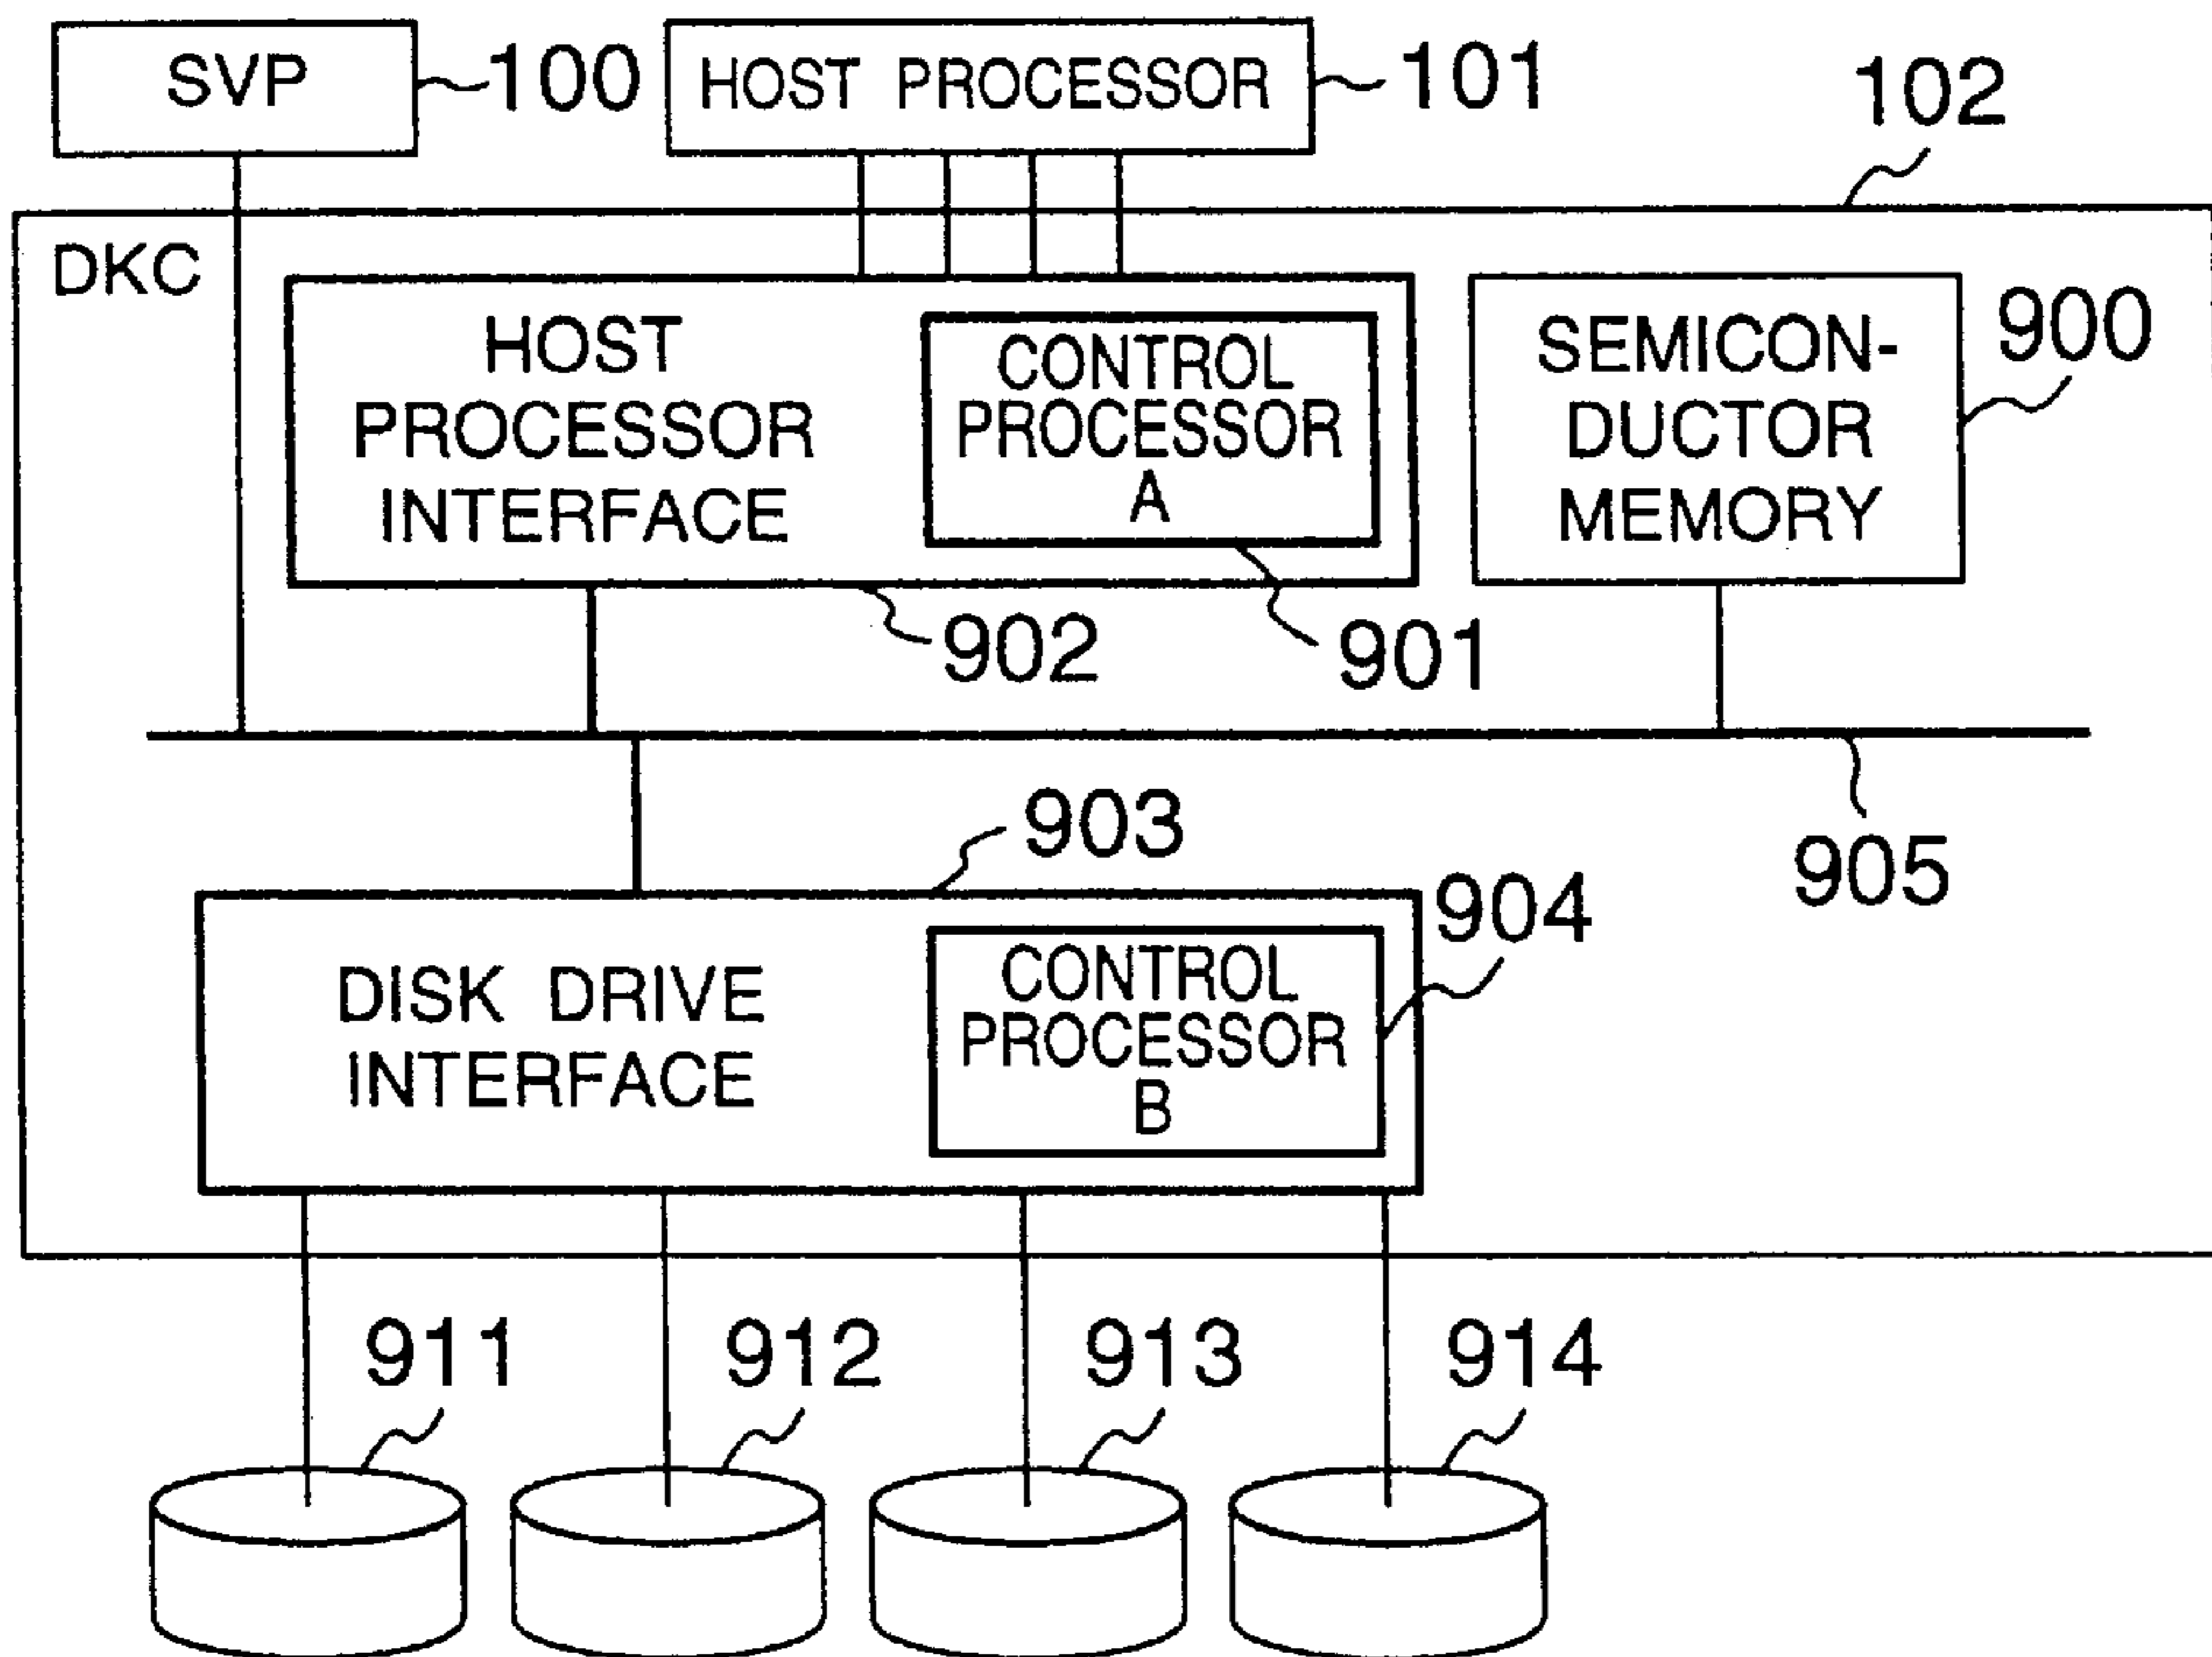 SVP
100
HOST PROCESSOR
101
102
DKC
HOST
PROCESSOR
INTERFACE
CONTROL
PROCESSOR
A
SEMICON-
DUCTOR
MEMORY
900
902
901
903
905
904
DISK DRIVE
INTERFACE
CONTROL
PROCESSOR
B
911
912
913
914